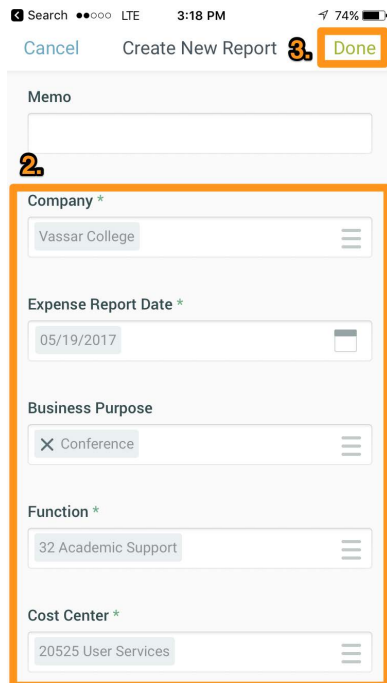 Search LTE 3:18 PM 74%
Cancel Create New Report 3. Done
Memo
2.
Company *
Vassar College
Expense Report Date *
05/19/2017
Business Purpose
Conference
Function *
32 Academic Support
Cost Center *
20525 User Services